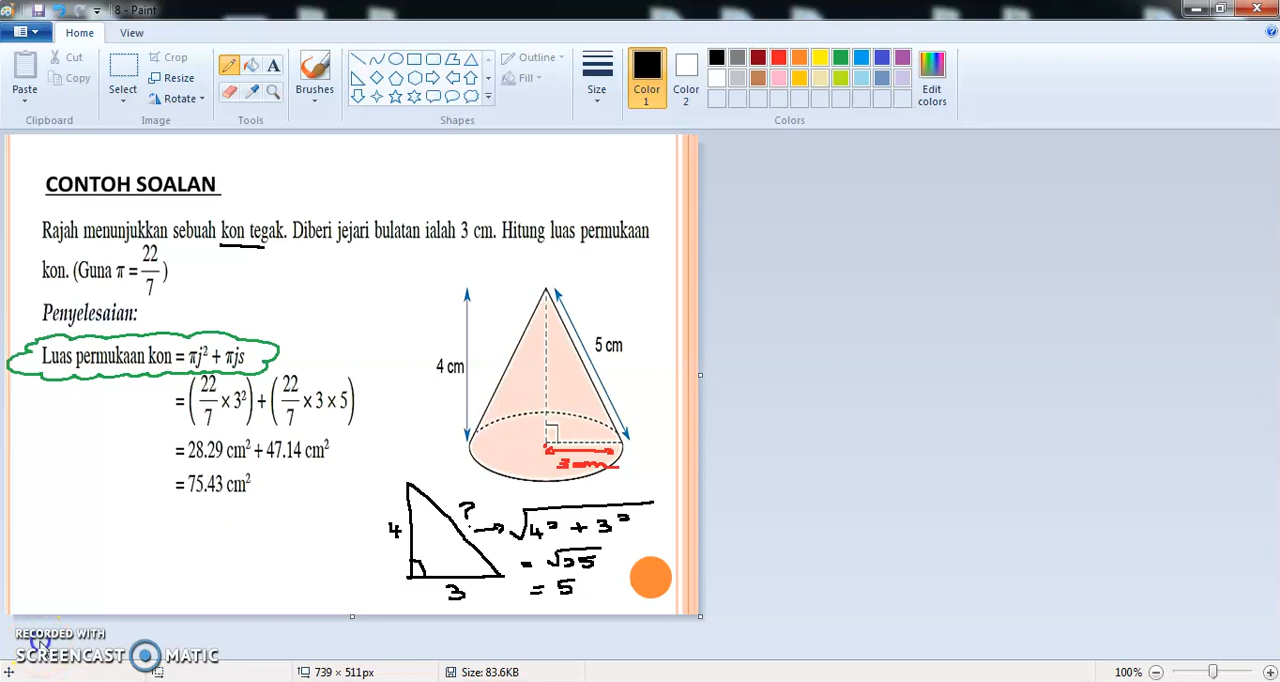 8 - Paint
Home View
Cut
Copy
Paste
Clipboard
Crop
Resize
Rotate
Select
Image
Tools
Brushes
Shapes
Outline
Fill
Size
Color 1
Color 2
Edit colors
Colors
CONTOH SOALAN
Rajah menunjukkan sebuah kon tegak. Diberi jejari bulatan ialah 3 cm. Hitung luas permukaan
kon. (Guna π = 22/7)
Penyelesaian:
Luas permukaan kon = πj² + πjs
= (22/7 × 3²) + (22/7 × 3 × 5)
= 28.29 cm² + 47.14 cm²
= 75.43 cm²
4 cm
5 cm
3 cm
4
?
3
→ √4² + 3²
= √25
= 5
RECORDED WITH
SCREENCAST MATIC
739 × 511px
Size: 83.6KB
100%